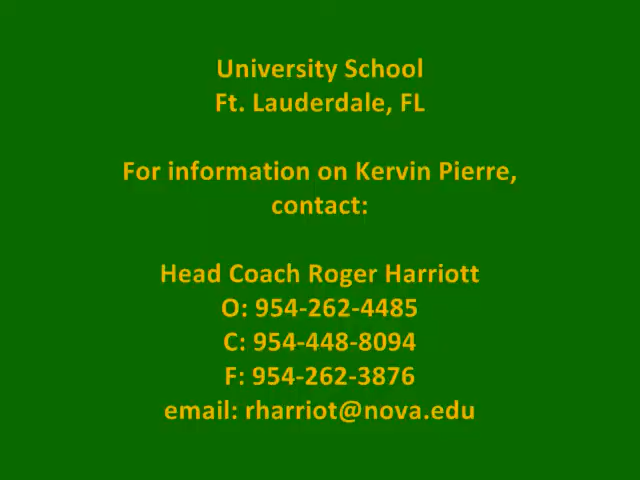 University School
Ft. Lauderdale, FL
For information on Kervin Pierre,
contact:
Head Coach Roger Harriott
O: 954-262-4485
C: 954-448-8094
F: 954-262-3876
email: rharriot@nova.edu